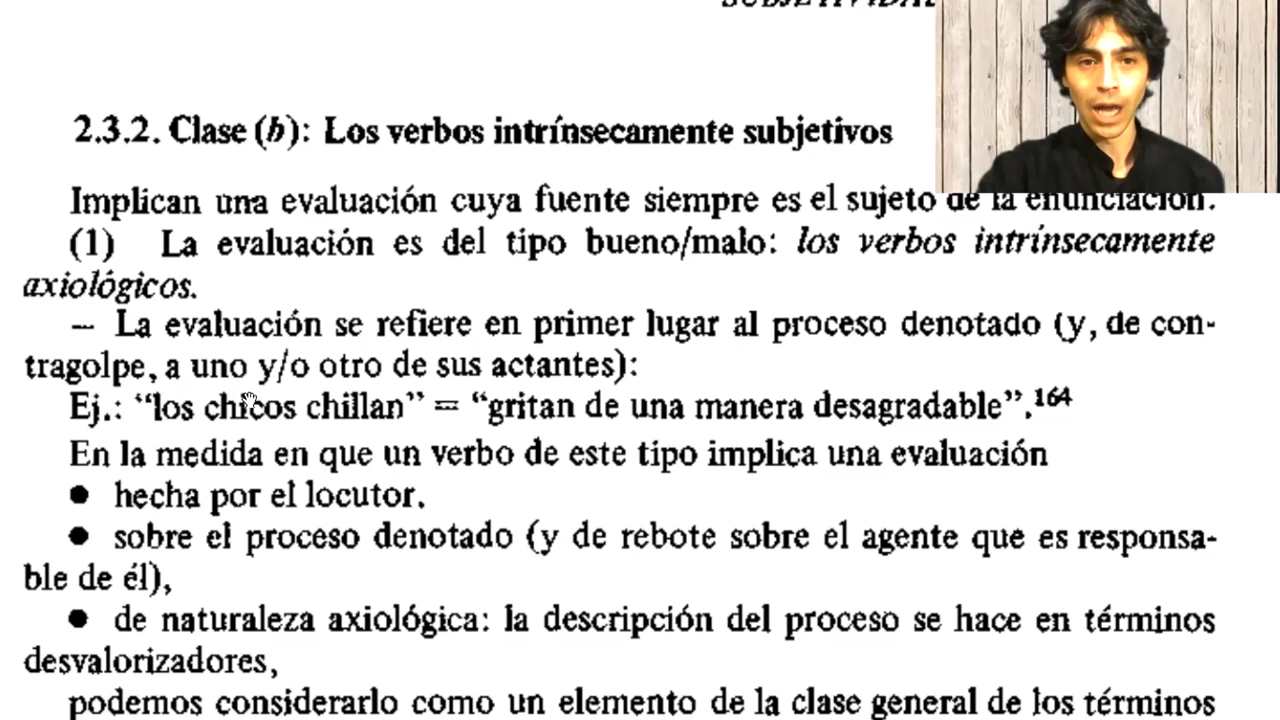 2.3.2. Clase (b): Los verbos intrínsecamente subjetivos
Implican una evaluación cuya fuente siempre es el sujeto de la enunciación.
(1) La evaluación es del tipo bueno/malo: los verbos intrínsecamente
axiológicos.
– La evaluación se refiere en primer lugar al proceso denotado (y, de con-
tragolpe, a uno y/o otro de sus actantes):
Ej.: “los chicos chillan” = “gritan de una manera desagradable”.164
En la medida en que un verbo de este tipo implica una evaluación
● hecha por el locutor.
● sobre el proceso denotado (y de rebote sobre el agente que es responsa-
ble de él),
● de naturaleza axiológica: la descripción del proceso se hace en términos
desvalorizadores,
podemos considerarlo como un elemento de la clase general de los términos